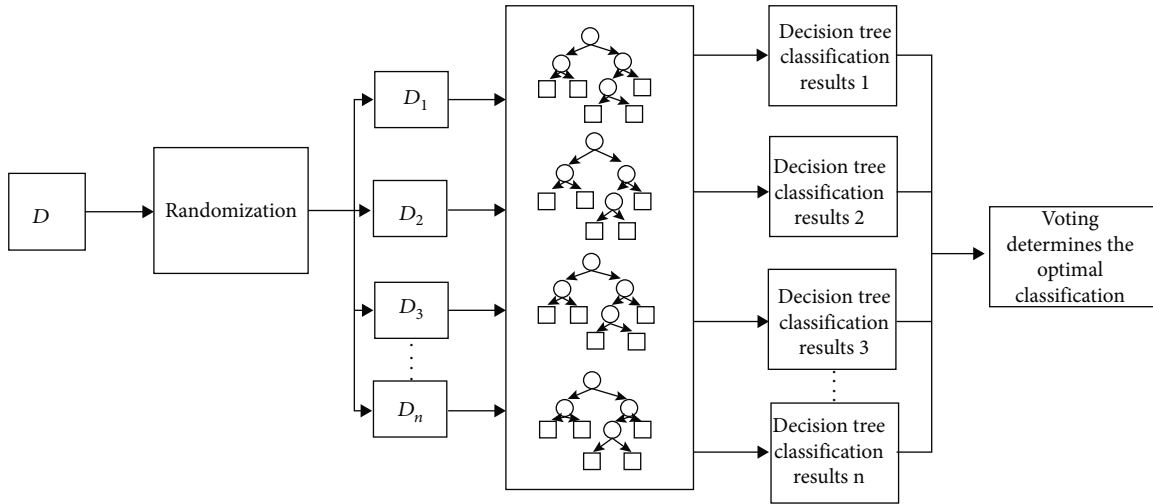 D
Randomization
D₁
D₂
D₃
Dₙ
Decision tree
classification
results 1
Decision tree
classification
results 2
Decision tree
classification
results 3
Decision tree
classification
results n
Voting
determines the
optimal
classification